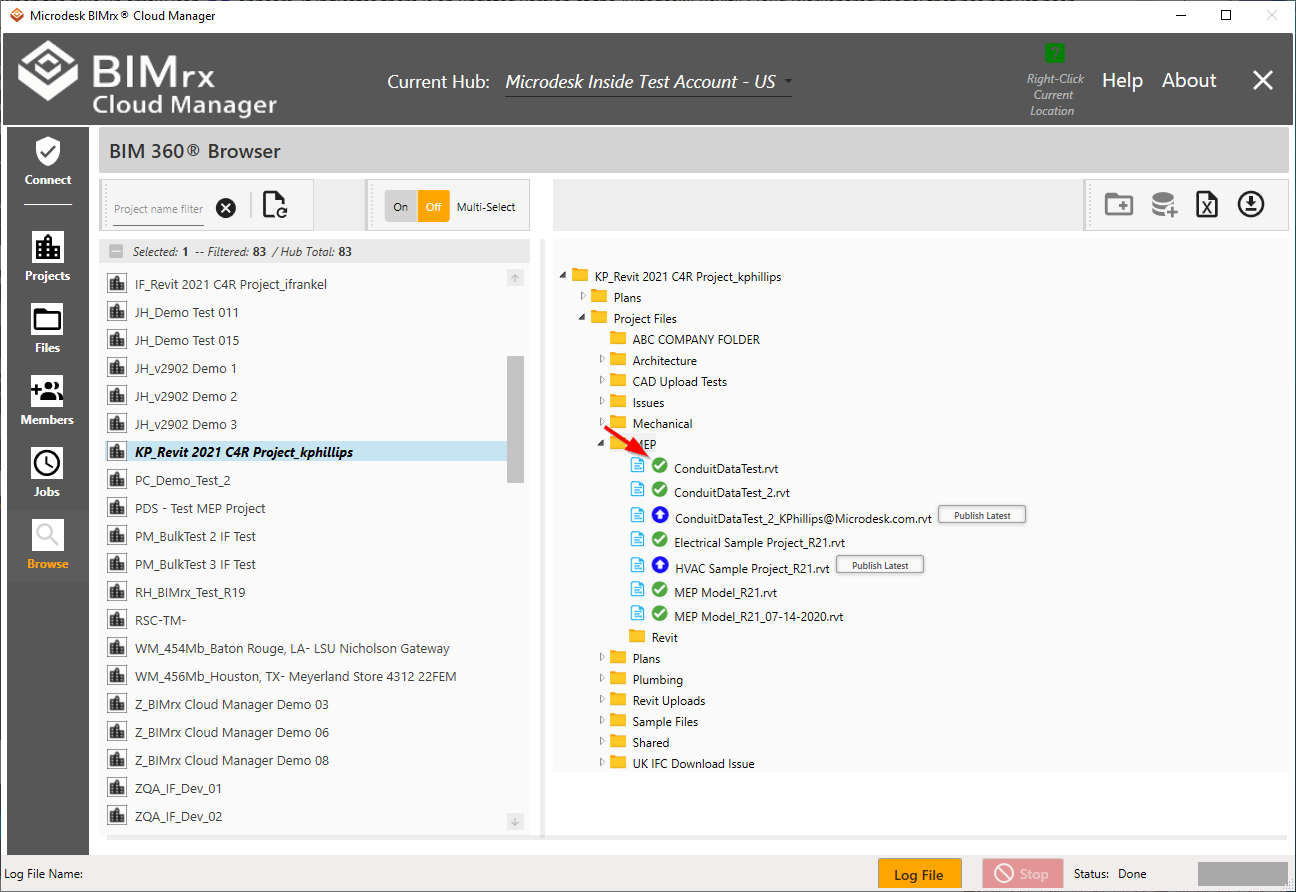 Microdesk BIMrx® Cloud Manager
BIMrx
Cloud Manager
Current Hub: Microdesk Inside Test Account - US
?
Right-Click
Current
Location
Help
About
Connect
Projects
Files
Members
Jobs
Browse
BIM 360® Browser
Project name filter
On
Off
Multi-Select
Selected: 1 -- Filtered: 83 / Hub Total: 83
IF_Revit 2021 C4R Project_ifrankel
JH_Demo Test 011
JH_Demo Test 015
JH_v2902 Demo 1
JH_v2902 Demo 2
JH_v2902 Demo 3
KP_Revit 2021 C4R Project_kphillips
PC_Demo_Test_2
PDS - Test MEP Project
PM_BulkTest 2 IF Test
PM_BulkTest 3 IF Test
RH_BIMrx_Test_R19
RSC-TM-
WM_454Mb_Baton Rouge, LA- LSU Nicholson Gateway
WM_456Mb_Houston, TX- Meyerland Store 4312 22FEM
Z_BIMrx Cloud Manager Demo 03
Z_BIMrx Cloud Manager Demo 06
Z_BIMrx Cloud Manager Demo 08
ZQA_IF_Dev_01
ZQA_IF_Dev_02
KP_Revit 2021 C4R Project_kphillips
Plans
Project Files
ABC COMPANY FOLDER
Architecture
CAD Upload Tests
Issues
Mechanical
MEP
ConduitDataTest.rvt
ConduitDataTest_2.rvt
ConduitDataTest_2_KPhillips@Microdesk.com.rvt Publish Latest
Electrical Sample Project_R21.rvt
HVAC Sample Project_R21.rvt Publish Latest
MEP Model_R21.rvt
MEP Model_R21_07-14-2020.rvt
Revit
Plans
Plumbing
Revit Uploads
Sample Files
Shared
UK IFC Download Issue
Log File Name:
Log File
Stop
Status: Done